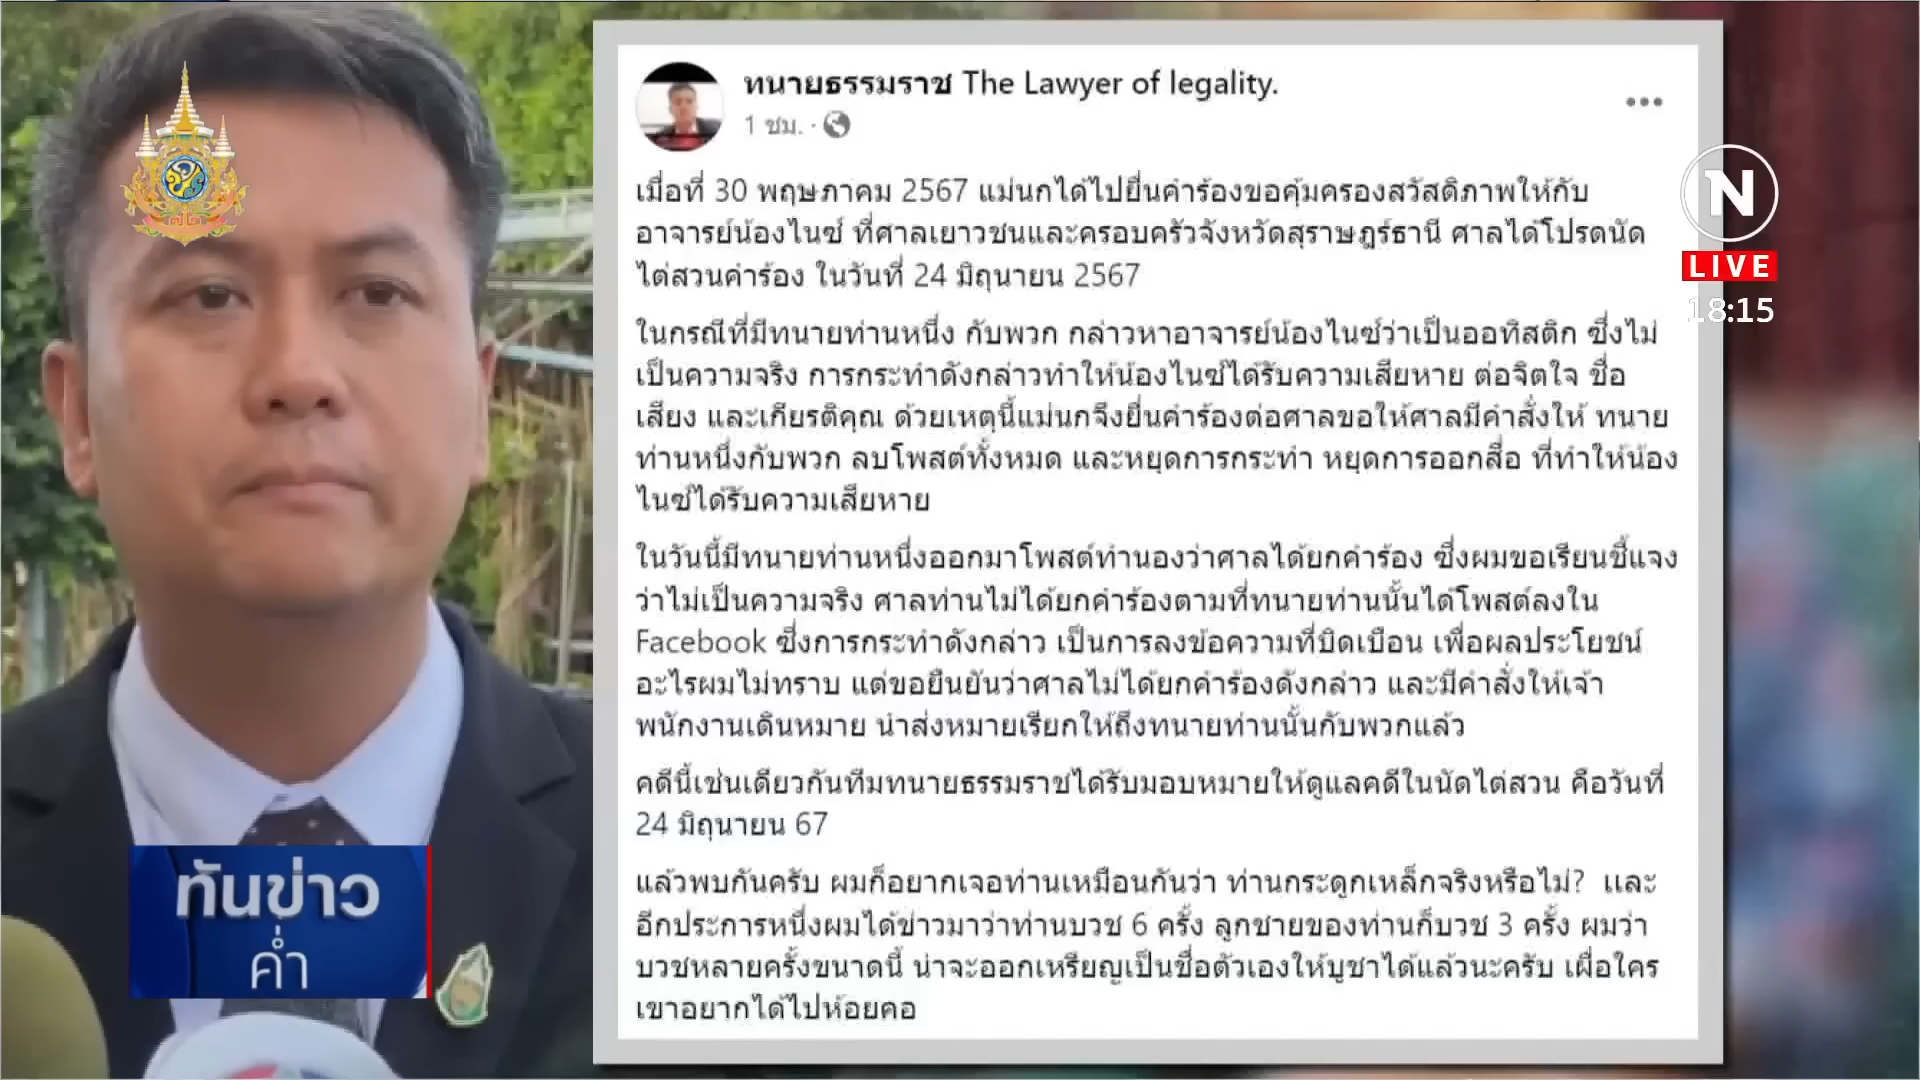 ทนายธรรมราช The Lawyer of legality.
1 ชม. ·
เมื่อที่ 30 พฤษภาคม 2567 แม่นกได้ไปยื่นคำร้องขอคุ้มครองสวัสดิภาพให้กับ
อาจารย์น้องไนซ์ ที่ศาลเยาวชนและครอบครัวจังหวัดสุราษฎร์ธานี ศาลได้โปรดนัด
ไต่สวนคำร้อง ในวันที่ 24 มิถุนายน 2567
ในกรณีที่มีทนายท่านหนึ่ง กับพวก กล่าวหาอาจารย์น้องไนซ์ว่าเป็นออทิสติก ซึ่งไม่
เป็นความจริง การกระทำดังกล่าวทำให้น้องไนซ์ได้รับความเสียหาย ต่อจิตใจ ชื่อ
เสียง และเกียรติคุณ ด้วยเหตุนี้แม่นกจึงยื่นคำร้องต่อศาลขอให้ศาลมีคำสั่งให้ ทนาย
ท่านหนึ่งกับพวก ลบโพสต์ทั้งหมด และหยุดการกระทำ หยุดการออกสื่อ ที่ทำให้น้อง
ไนซ์ได้รับความเสียหาย
ในวันนี้มีทนายท่านหนึ่งออกมาโพสต์ทำนองว่าศาลได้ยกคำร้อง ซึ่งผมขอเรียนชี้แจง
ว่าไม่เป็นความจริง ศาลท่านไม่ได้ยกคำร้องตามที่ทนายท่านนั้นได้โพสต์ลงใน
Facebook ซึ่งการกระทำดังกล่าว เป็นการลงข้อความที่บิดเบือน เพื่อผลประโยชน์
อะไรผมไม่ทราบ แต่ขอยืนยันว่าศาลไม่ได้ยกคำร้องดังกล่าว และมีคำสั่งให้เจ้า
พนักงานเดินหมาย นำส่งหมายเรียกให้ถึงทนายท่านนั้นกับพวกแล้ว
คดีนี้เช่นเดียวกันทีมทนายธรรมราชได้รับมอบหมายให้ดูแลคดีในนัดไต่สวน คือวันที่
24 มิถุนายน 67
แล้วพบกันครับ ผมก็อยากเจอท่านเหมือนกันว่า ท่านกระดูกเหล็กจริงหรือไม่? และ
อีกประการหนึ่งผมได้ข่าวมาว่าท่านบวช 6 ครั้ง ลูกชายของท่านก็บวช 3 ครั้ง ผมว่า
บวชหลายครั้งขนาดนี้ น่าจะออกเหรียญเป็นชื่อตัวเองให้บูชาได้แล้วนะครับ เผื่อใคร
เขาอยากได้ไปห้อยคอ
N
LIVE
18:15
ทันข่าว
ค่ำ
๗๒